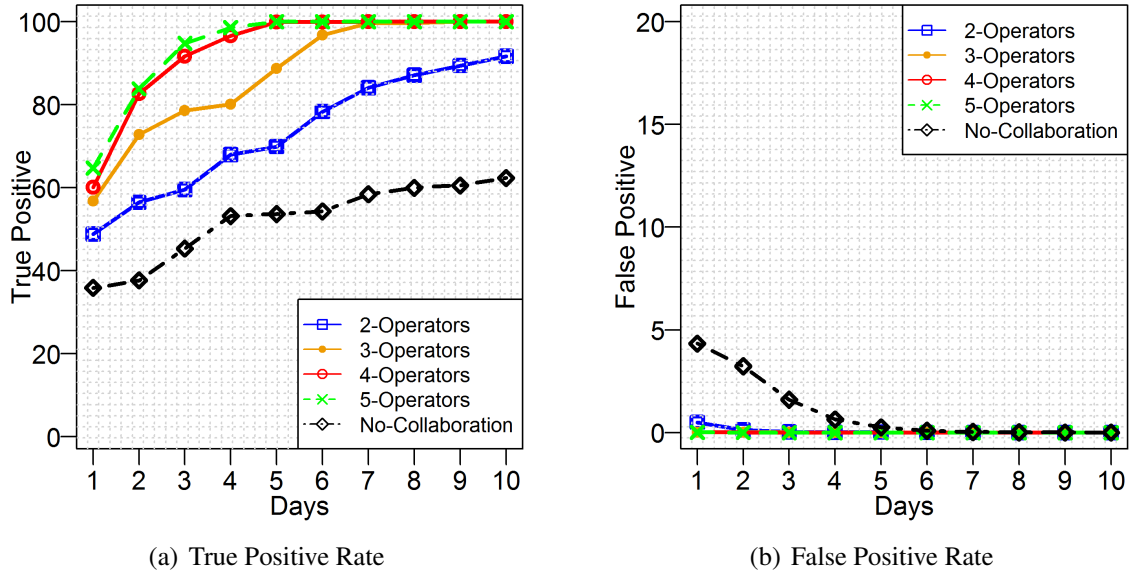 100
80
60
40
20
0
True Positive
2-Operators
3-Operators
4-Operators
5-Operators
No-Collaboration
1 2 3 4 5 6 7 8 9 10
Days
(a) True Positive Rate
20
15
10
5
0
False Positive
2-Operators
3-Operators
4-Operators
5-Operators
No-Collaboration
1 2 3 4 5 6 7 8 9 10
Days
(b) False Positive Rate